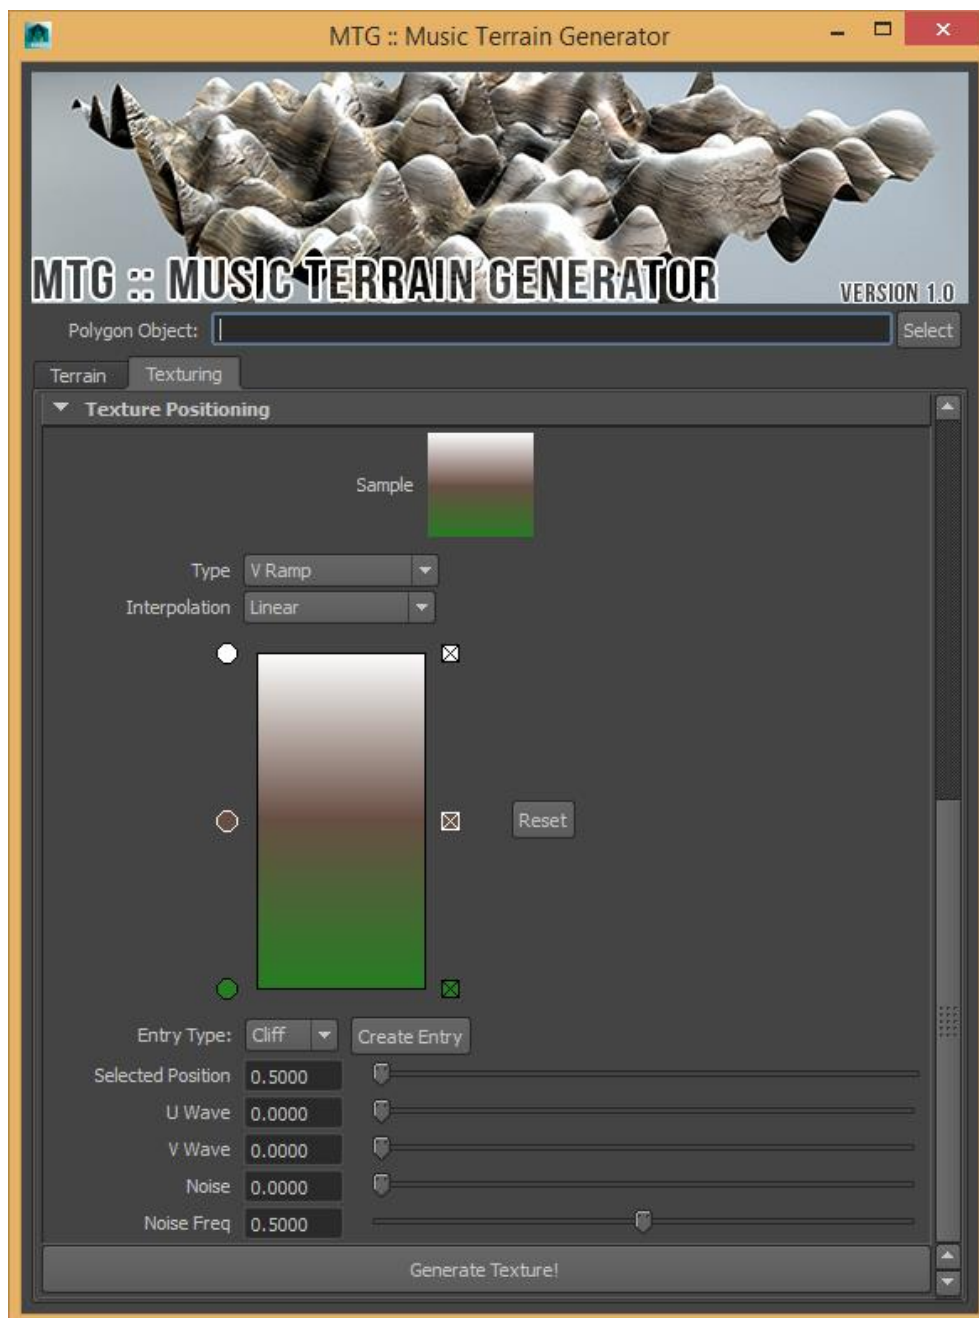 MTG :: Music Terrain Generator
MTG :: MUSIC TERRAIN GENERATOR
VERSION 1.0
Polygon Object:
Select
Terrain
Texturing
Texture Positioning
Sample
Type
V Ramp
Interpolation
Linear
Reset
Entry Type:
Cliff
Create Entry
Selected Position
0.5000
U Wave
0.0000
V Wave
0.0000
Noise
0.0000
Noise Freq
0.5000
Generate Texture!